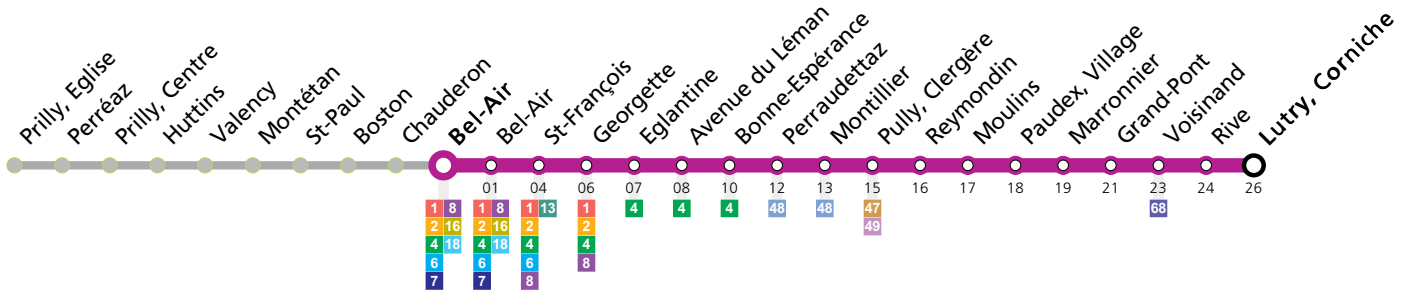 Prilly, Eglise
Perréaz
Prilly, Centre
Huttins
Valency
Montétan
St-Paul
Boston
Chauderon
Bel-Air
Bel-Air
St-François
Georgette
Eglantine
Avenue du Léman
Bonne-Espérance
Perraudettaz
Montillier
Pully, Clergère
Reymondin
Moulins
Paudex, Village
Marronnier
Grand-Pont
Voisinand
Rive
Lutry, Corniche
01 04 06 07 08 10 12 13 15 16 17 18 19 21 23 24 26
1 8 1 8 1 13 1 4 4 4 48 48 47 68
2 16 2 16 2 2 49
4 18 4 18 4 4
6 6 6 8
7 7 8